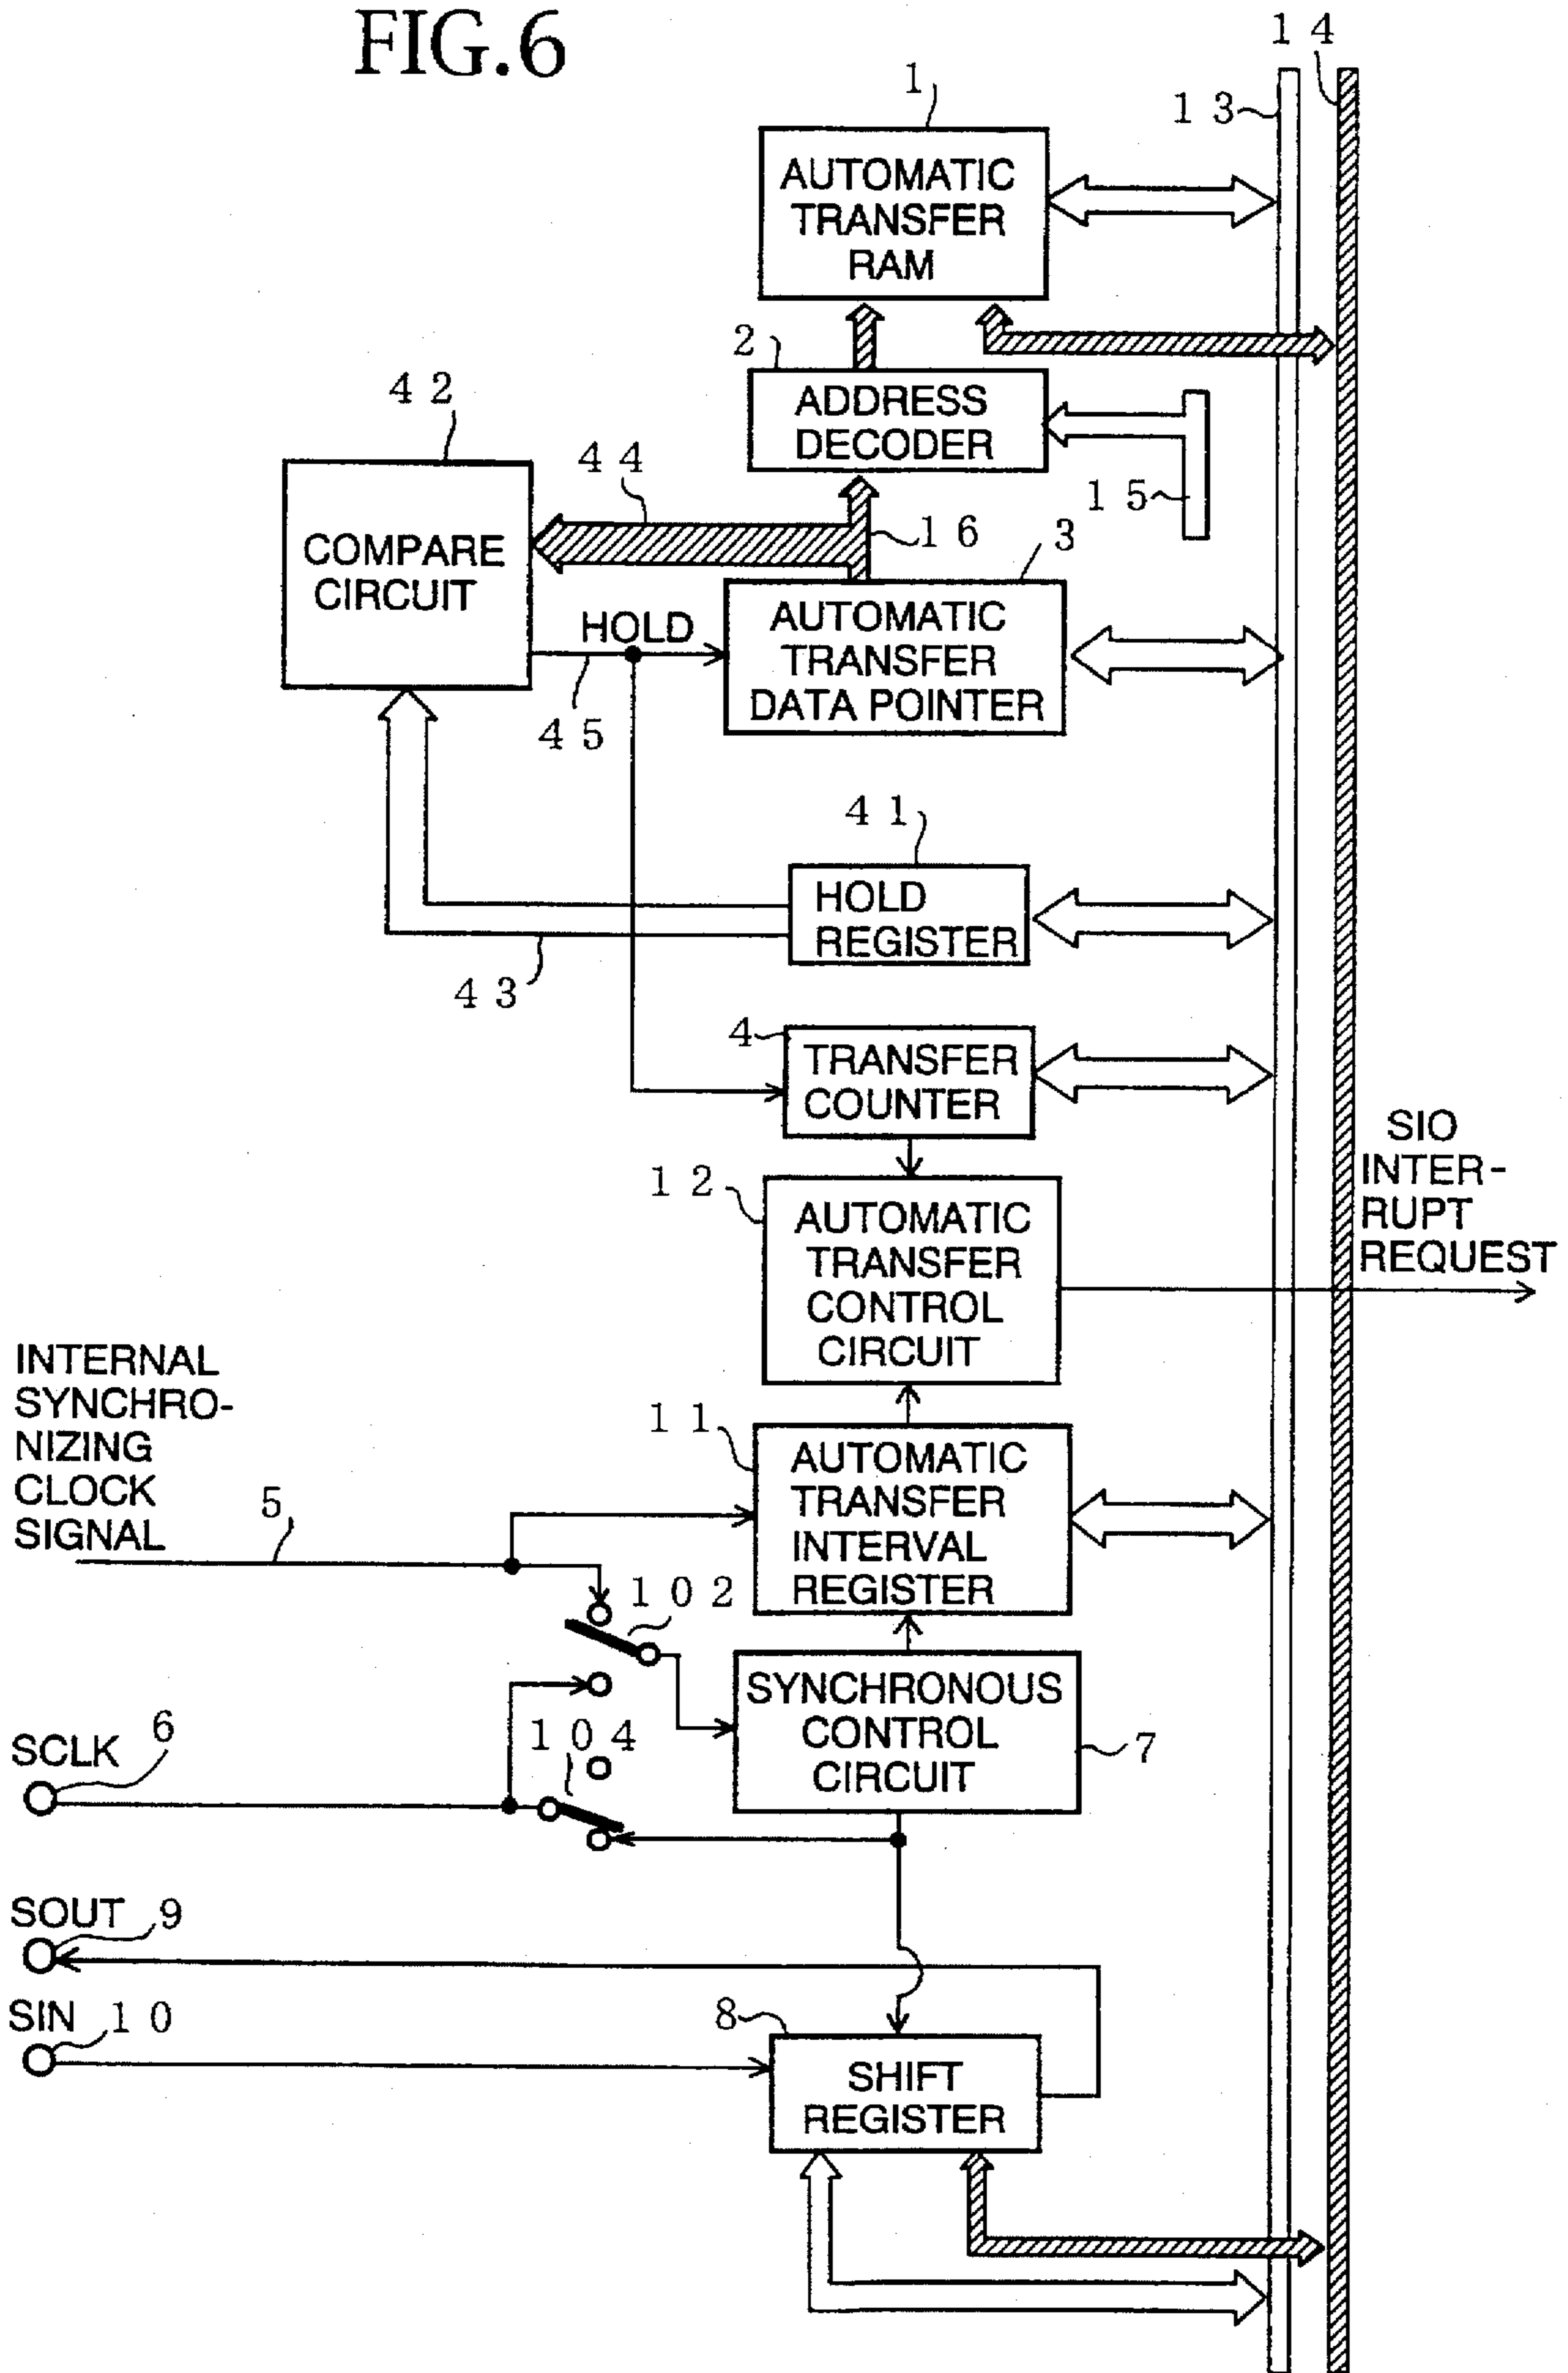 FIG.6
1 4
1
1 3
AUTOMATIC
TRANSFER
RAM
2
4 2
ADDRESS
DECODER
4 4
1 5
1 6
3
COMPARE
CIRCUIT
HOLD
AUTOMATIC
TRANSFER
DATA POINTER
4 5
4 1
HOLD
REGISTER
4 3
4
TRANSFER
COUNTER
SIO
INTER-
RUPT
REQUEST
1 2
AUTOMATIC
TRANSFER
CONTROL
CIRCUIT
INTERNAL
SYNCHRO-
NIZING
CLOCK
SIGNAL
5
1 1
AUTOMATIC
TRANSFER
INTERVAL
REGISTER
1 0 2
SYNCHRONOUS
CONTROL
CIRCUIT
7
SCLK
6
1 0 4
SOUT
9
SIN
1 0
8
SHIFT
REGISTER